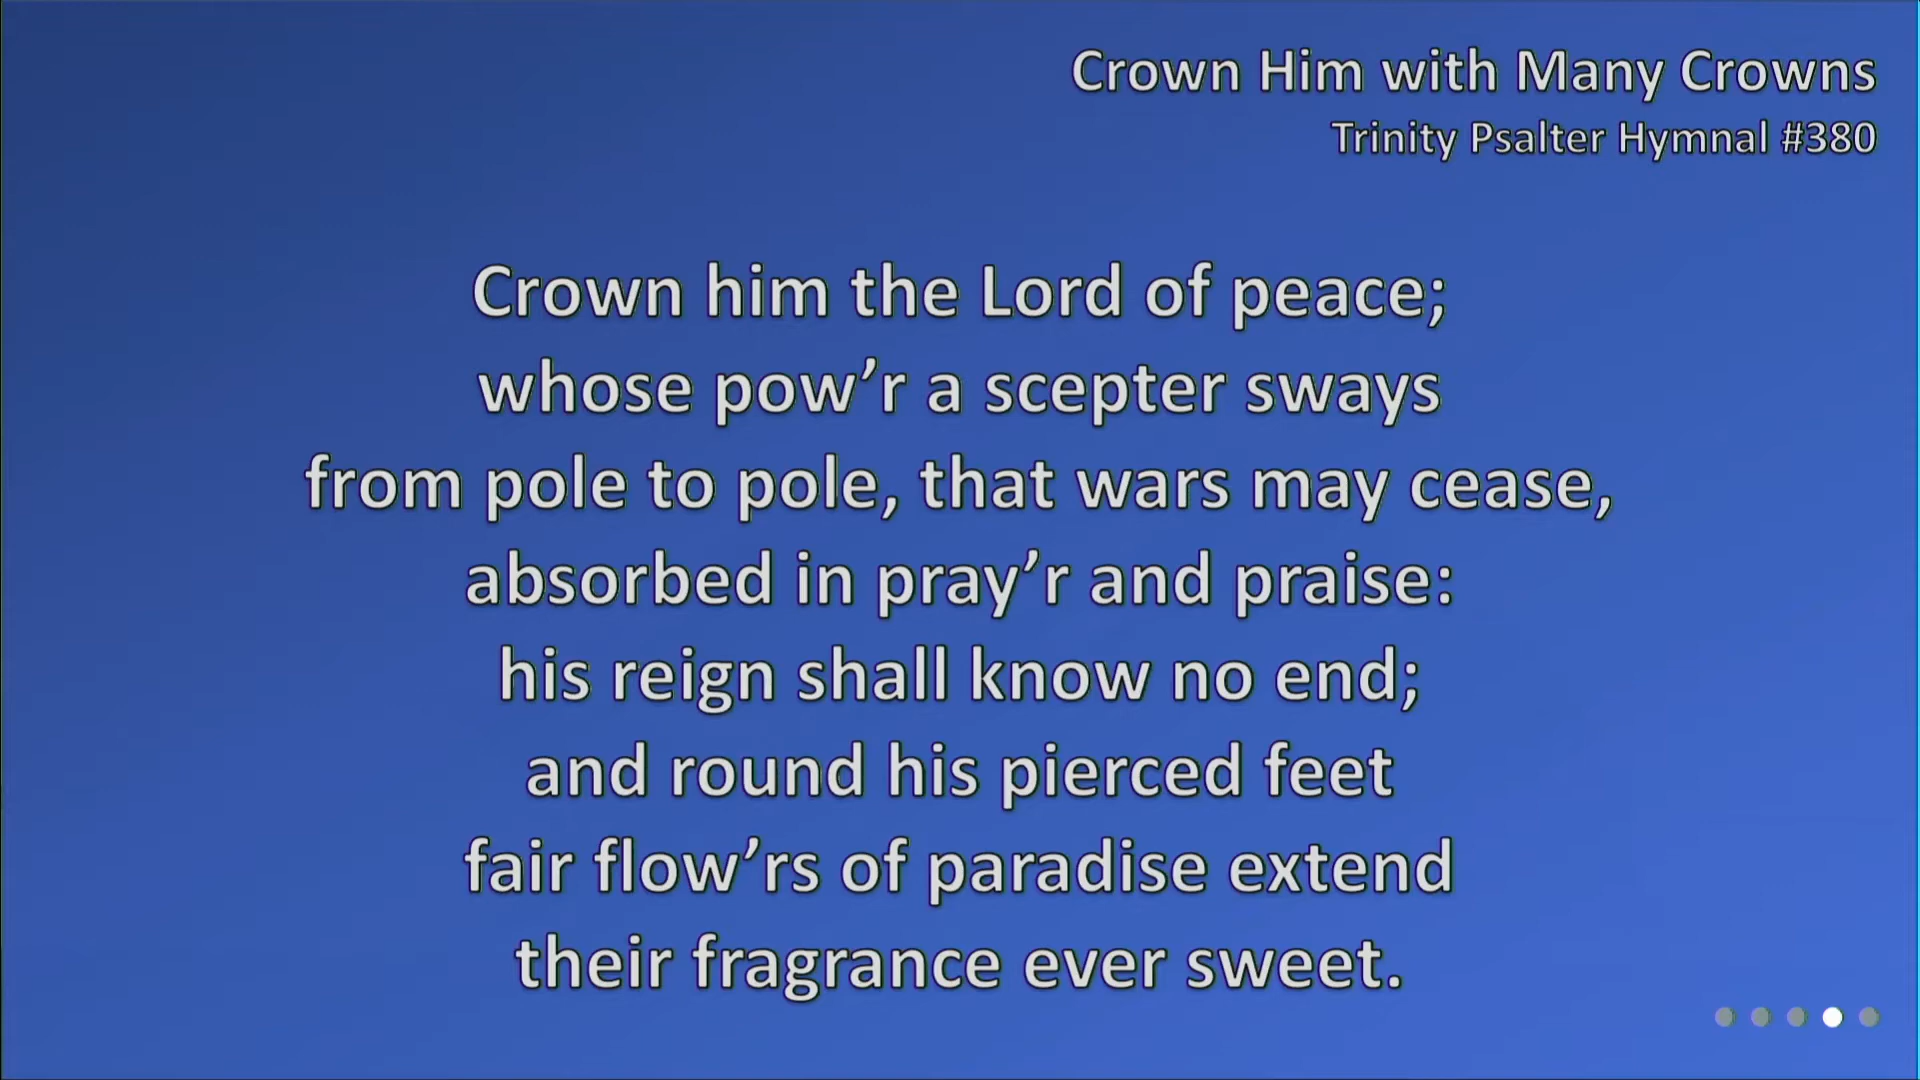 Crown Him with Many Crowns
Trinity Psalter Hymnal #380
Crown him the Lord of peace;
whose pow’r a scepter sways
from pole to pole, that wars may cease,
absorbed in pray’r and praise:
his reign shall know no end;
and round his pierced feet
fair flow’rs of paradise extend
their fragrance ever sweet.